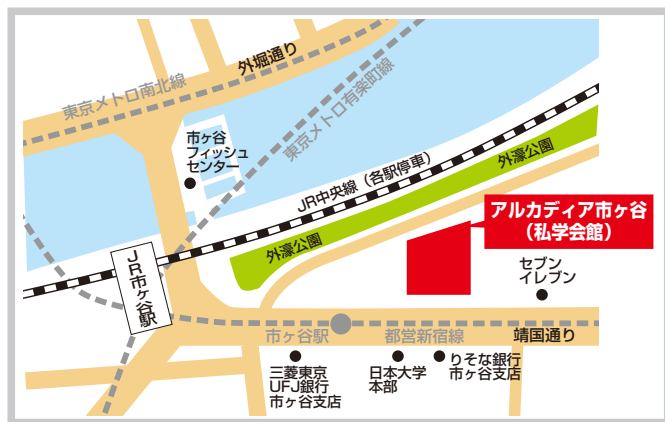 外堀通り
東京メトロ南北線
東京メトロ有楽町線
市ヶ谷
フィッシュ
センター
JR中央線（各駅停車）
外濠公園
外濠公園
アルカディア市ヶ谷
（私学会館）
セブン
イレブン
JR市ヶ谷駅
市ヶ谷駅
都営新宿線
靖国通り
三菱東京
UFJ銀行
市ヶ谷支店
日本大学
本部
りそな銀行
市ヶ谷支店